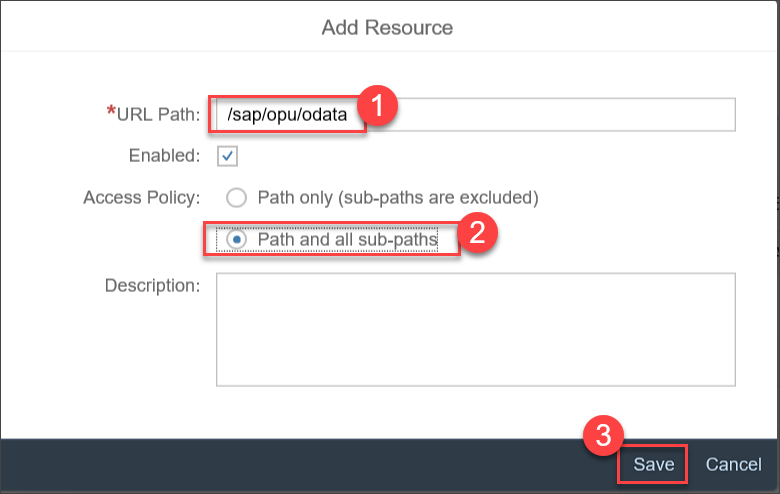 Add Resource
*URL Path: /sap/opu/odata 1
Enabled:
Access Policy: Path only (sub-paths are excluded)
Path and all sub-paths 2
Description:
3
Save Cancel